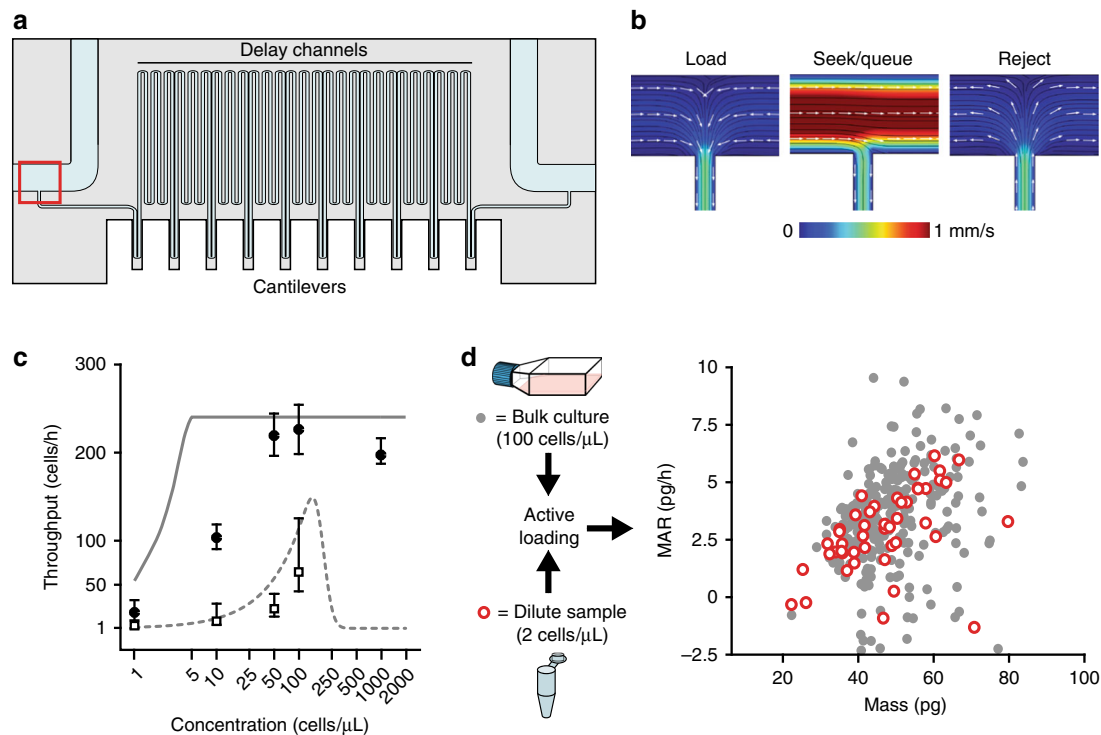 a
Delay channels
Cantilevers
b
Load
Seek/queue
Reject
0
1 mm/s
c
Throughput (cells/h)
300
200
100
50
1
1
5
10
25
50
100
250
500
1000
2000
Concentration (cells/μL)
d
= Bulk culture
(100 cells/μL)
Active
loading
= Dilute sample
(2 cells/μL)
MAR (pg/h)
10
7.5
5
2.5
0
−2.5
20
40
60
80
100
Mass (pg)